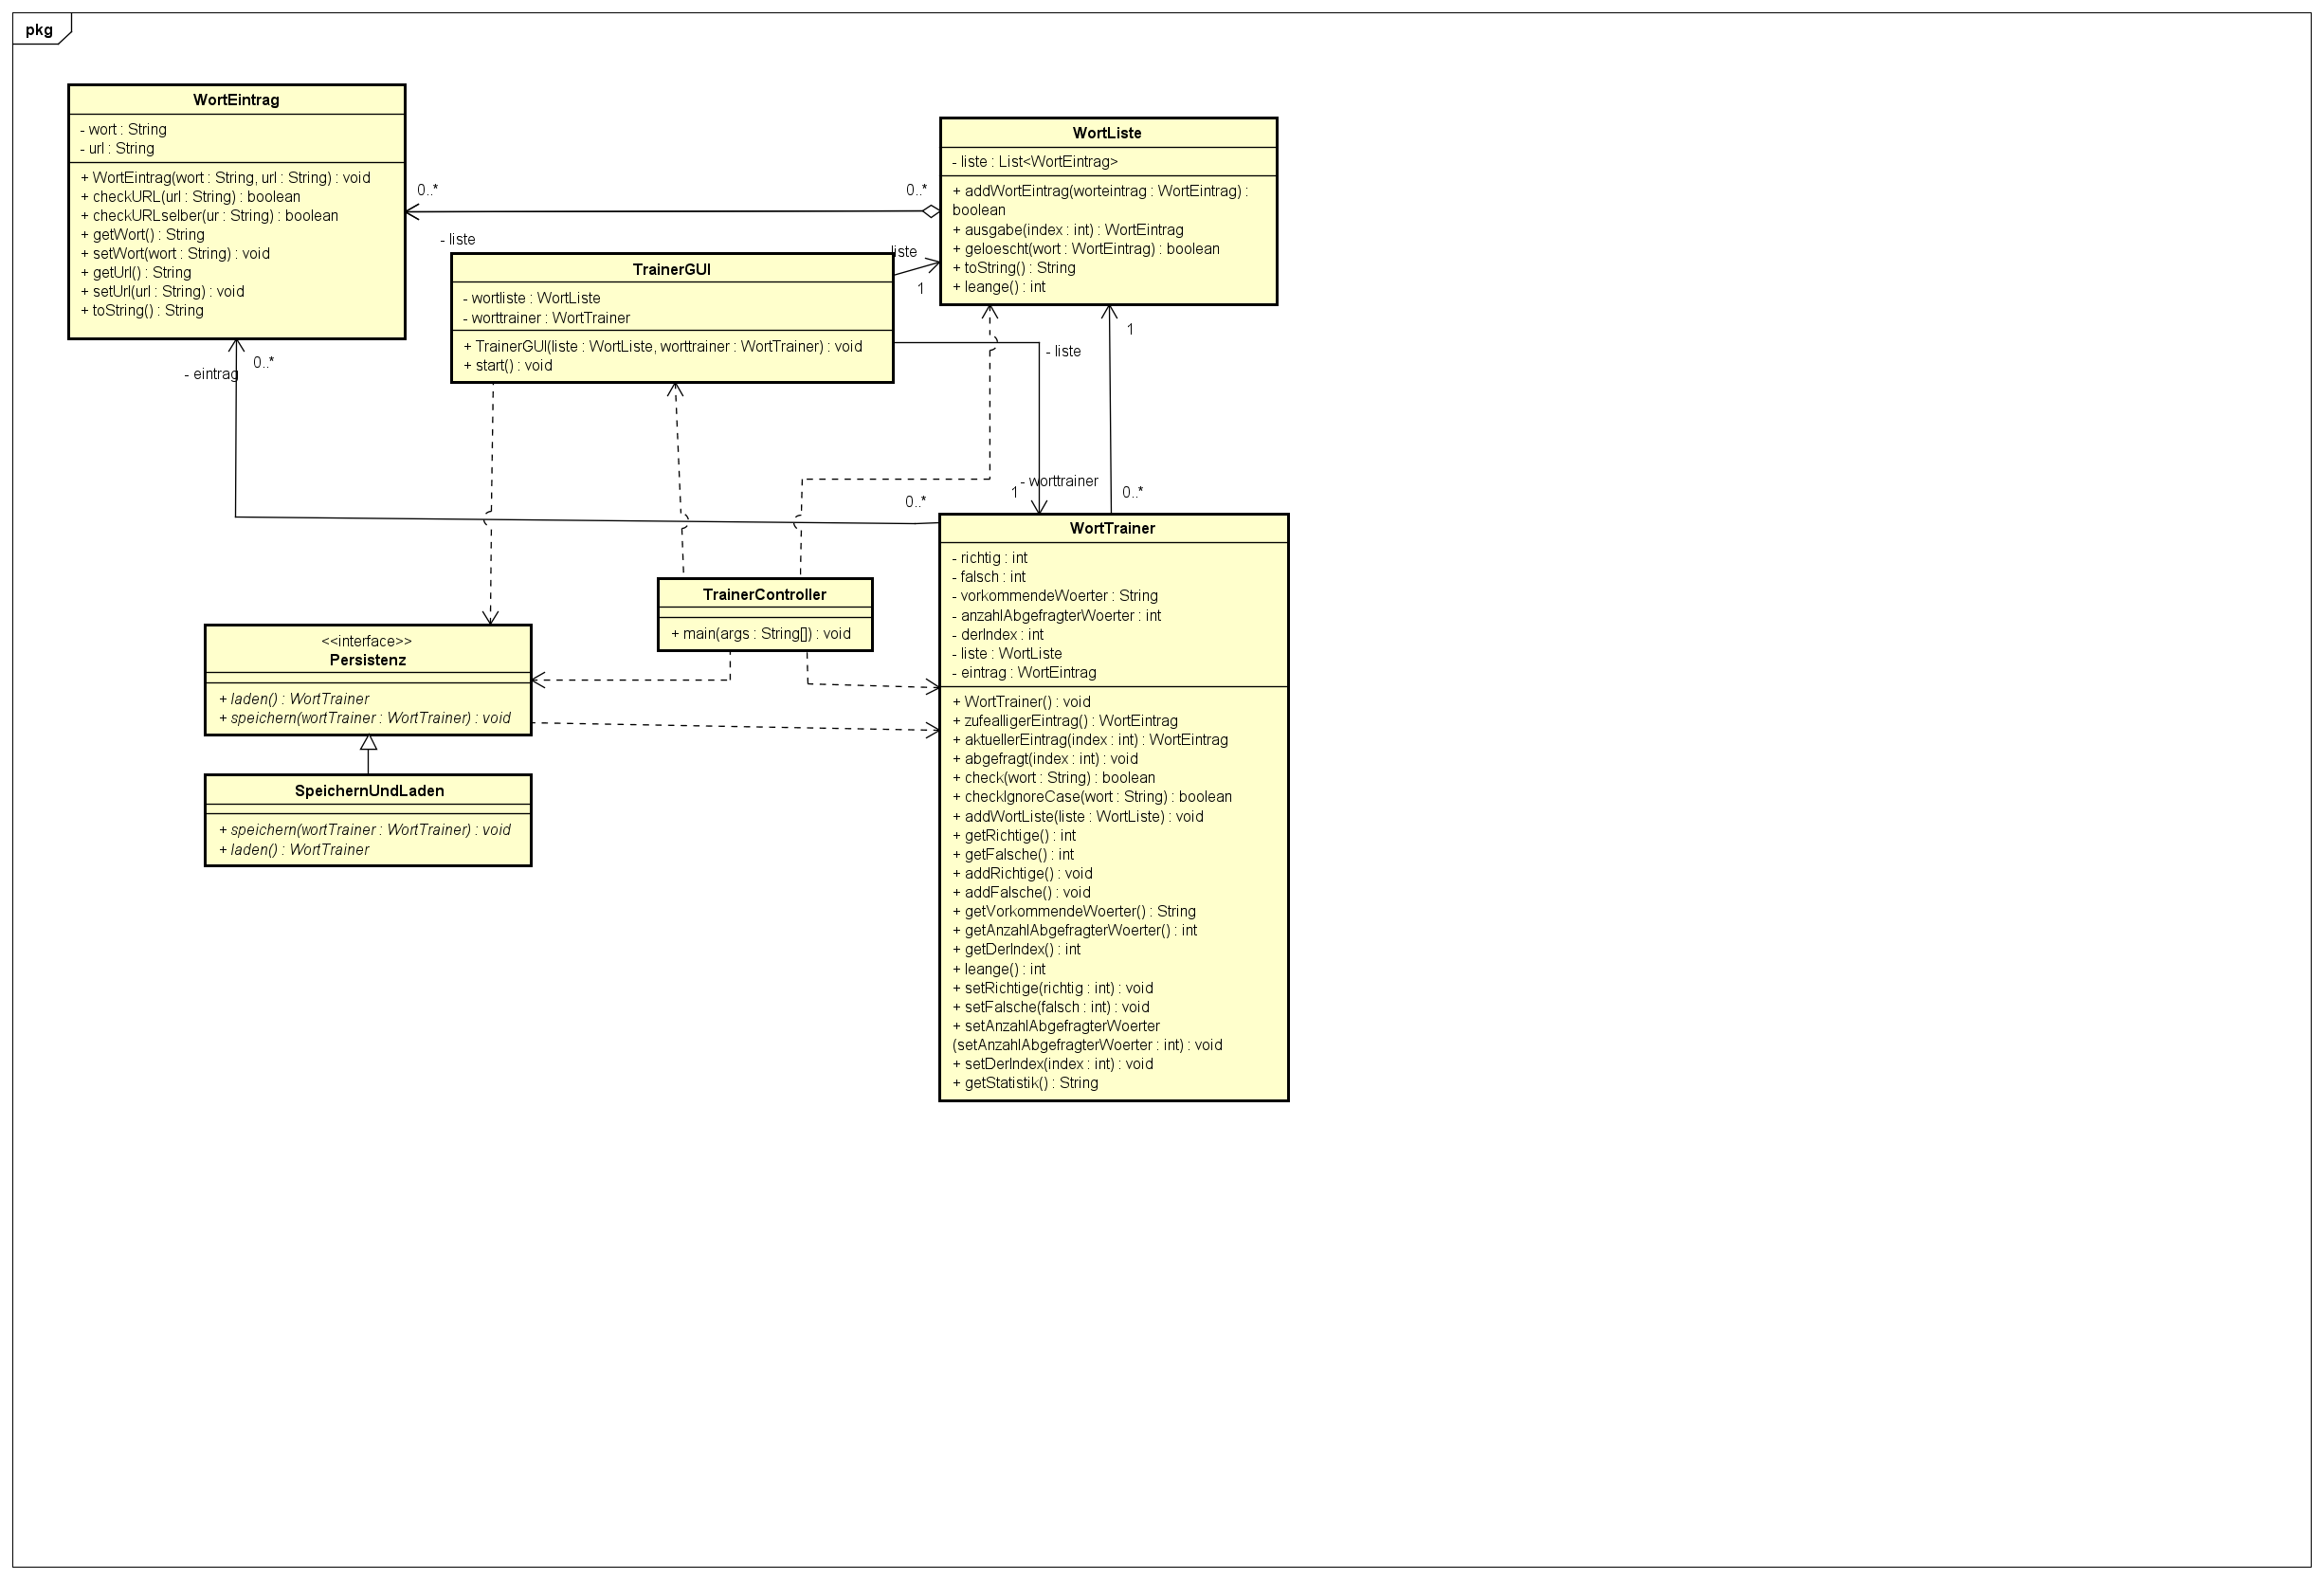 pkg
WortEintrag
- wort : String
- url : String
+ WortEintrag(wort : String, url : String) : void
+ checkURL(url : String) : boolean
+ checkURLselber(ur : String) : boolean
+ getWort() : String
+ setWort(wort : String) : void
+ getUrl() : String
+ setUrl(url : String) : void
+ toString() : String
0..*
0..*
- liste
WortListe
- liste : List<WortEintrag>
+ addWortEintrag(worteintrag : WortEintrag) :
boolean
+ ausgabe(index : int) : WortEintrag
+ geloescht(wort : WortEintrag) : boolean
+ toString() : String
+ leange() : int
TrainerGUI
- wortliste : WortListe
- worttrainer : WortTrainer
+ TrainerGUI(liste : WortListe, worttrainer : WortTrainer) : void
+ start() : void
liste
1
1
- liste
- eintrag
0..*
- worttrainer
1
0..*
0..*
TrainerController
+ main(args : String[]) : void
<<interface>>
Persistenz
+ laden() : WortTrainer
+ speichern(wortTrainer : WortTrainer) : void
SpeichernUndLaden
+ speichern(wortTrainer : WortTrainer) : void
+ laden() : WortTrainer
WortTrainer
- richtig : int
- falsch : int
- vorkommendeWoerter : String
- anzahlAbgefragterWoerter : int
- derIndex : int
- liste : WortListe
- eintrag : WortEintrag
+ WortTrainer() : void
+ zufealligerEintrag() : WortEintrag
+ aktuellerEintrag(index : int) : WortEintrag
+ abgefragt(index : int) : void
+ check(wort : String) : boolean
+ checkIgnoreCase(wort : String) : boolean
+ addWortListe(liste : WortListe) : void
+ getRichtige() : int
+ getFalsche() : int
+ addRichtige() : void
+ addFalsche() : void
+ getVorkommendeWoerter() : String
+ getAnzahlAbgefragterWoerter() : int
+ getDerIndex() : int
+ leange() : int
+ setRichtige(richtig : int) : void
+ setFalsche(falsch : int) : void
+ setAnzahlAbgefragterWoerter
(setAnzahlAbgefragterWoerter : int) : void
+ setDerIndex(index : int) : void
+ getStatistik() : String